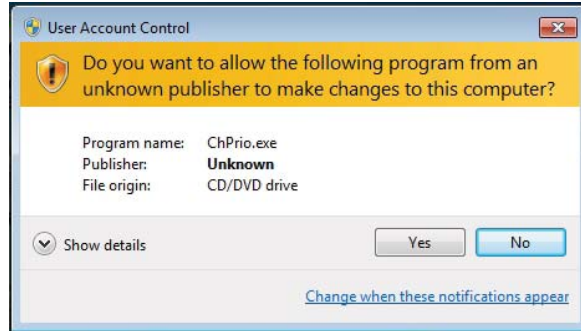 User Account Control
Do you want to allow the following program from an
unknown publisher to make changes to this computer?
Program name: ChPrio.exe
Publisher: Unknown
File origin: CD/DVD drive
Show details
Yes No
Change when these notifications appear